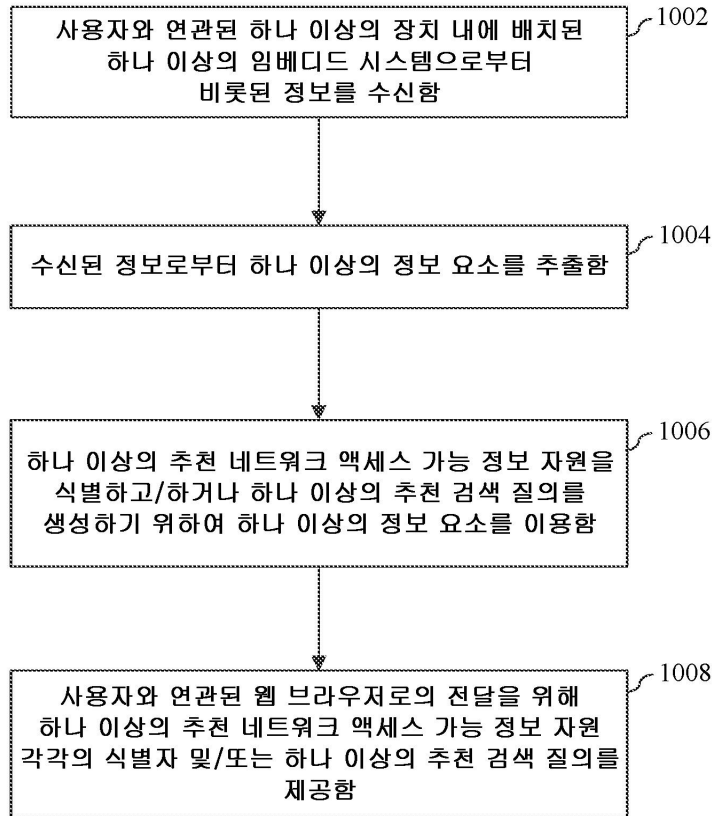 사용자와 연관된 하나 이상의 장치 내에 배치된
하나 이상의 임베디드 시스템으로부터
비롯된 정보를 수신함
1002
수신된 정보로부터 하나 이상의 정보 요소를 추출함
1004
하나 이상의 추천 네트워크 액세스 가능 정보 자원을
식별하고/하거나 하나 이상의 추천 검색 질의를
생성하기 위하여 하나 이상의 정보 요소를 이용함
1006
사용자와 연관된 웹 브라우저로의 전달을 위해
하나 이상의 추천 네트워크 액세스 가능 정보 자원
각각의 식별자 및/또는 하나 이상의 추천 검색 질의를
제공함
1008